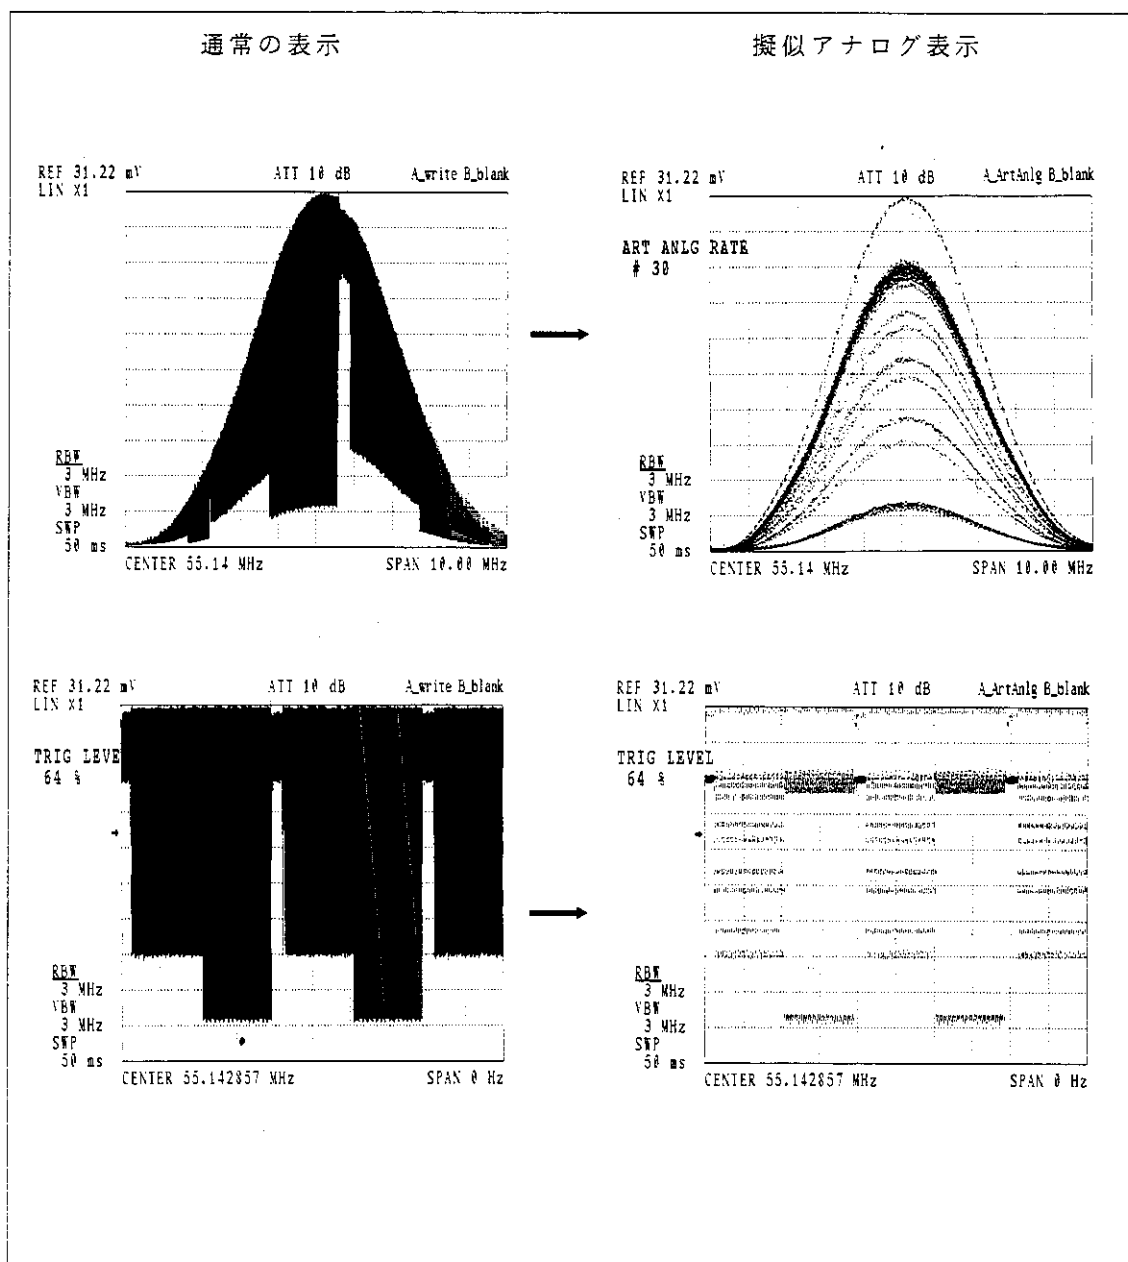 通常の表示
擬似アナログ表示
REF 31.22 mV ATT 10 dB A_write B_blank
LIN X1
RBW
3 MHz
VBW
3 MHz
SWP
50 ms
CENTER 55.14 MHz SPAN 10.00 MHz
REF 31.22 mV ATT 10 dB A_ArtAnlg B_blank
LIN X1
ART ANLG RATE
# 30
RBW
3 MHz
VBW
3 MHz
SWP
50 ms
CENTER 55.14 MHz SPAN 10.00 MHz
REF 31.22 mV ATT 10 dB A_write B_blank
LIN X1
TRIG LEVE
64 %
RBW
3 MHz
VBW
3 MHz
SWP
50 ms
CENTER 55.142857 MHz SPAN 0 Hz
REF 31.22 mV ATT 10 dB A_ArtAnlg B_blank
LIN X1
TRIG LEVEL
64 %
RBW
3 MHz
VBW
3 MHz
SWP
50 ms
CENTER 55.142857 MHz SPAN 0 Hz